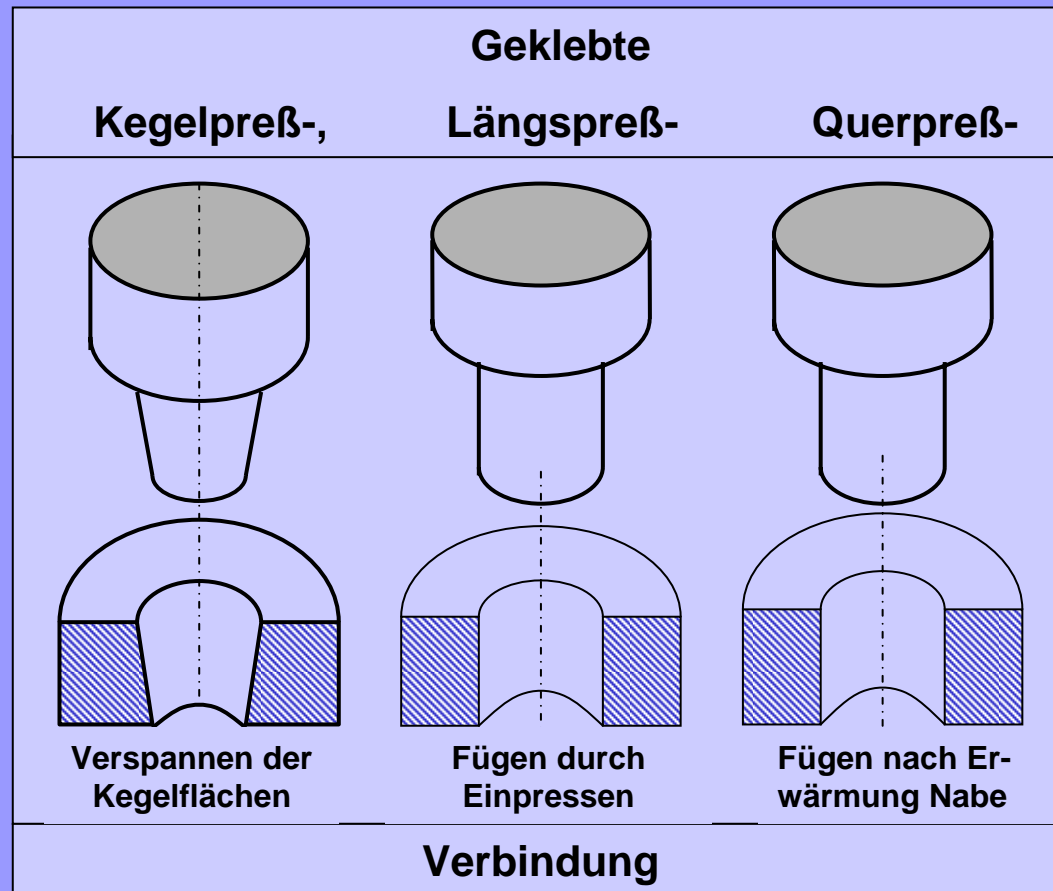 Geklebte
Kegelpreß-, Längspreß- Querpreß-
Verspannen der
Kegelflächen
Fügen durch
Einpressen
Fügen nach Er-
wärmung Nabe
Verbindung